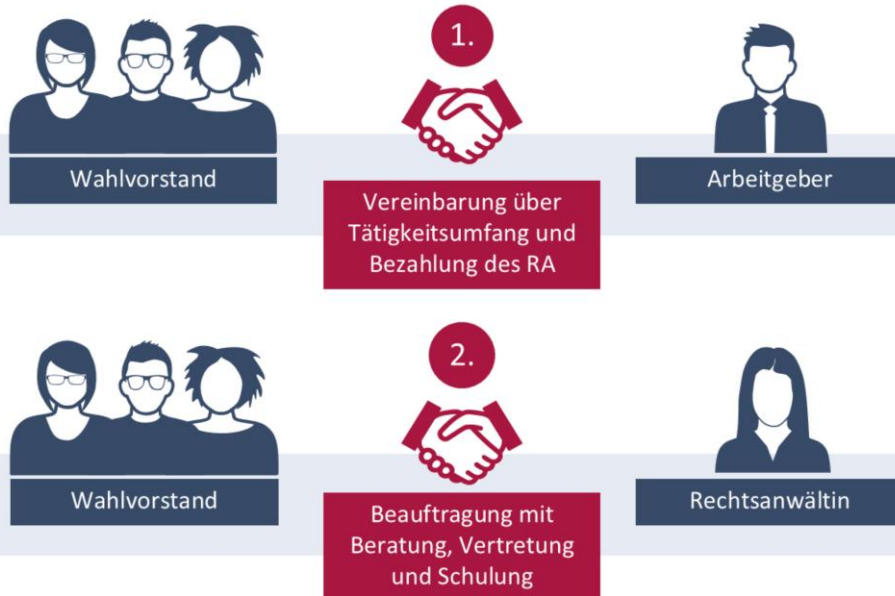 1.
Wahlvorstand
Vereinbarung über
Tätigkeitsumfang und
Bezahlung des RA
Arbeitgeber
2.
Wahlvorstand
Beauftragung mit
Beratung, Vertretung
und Schulung
Rechtsanwältin